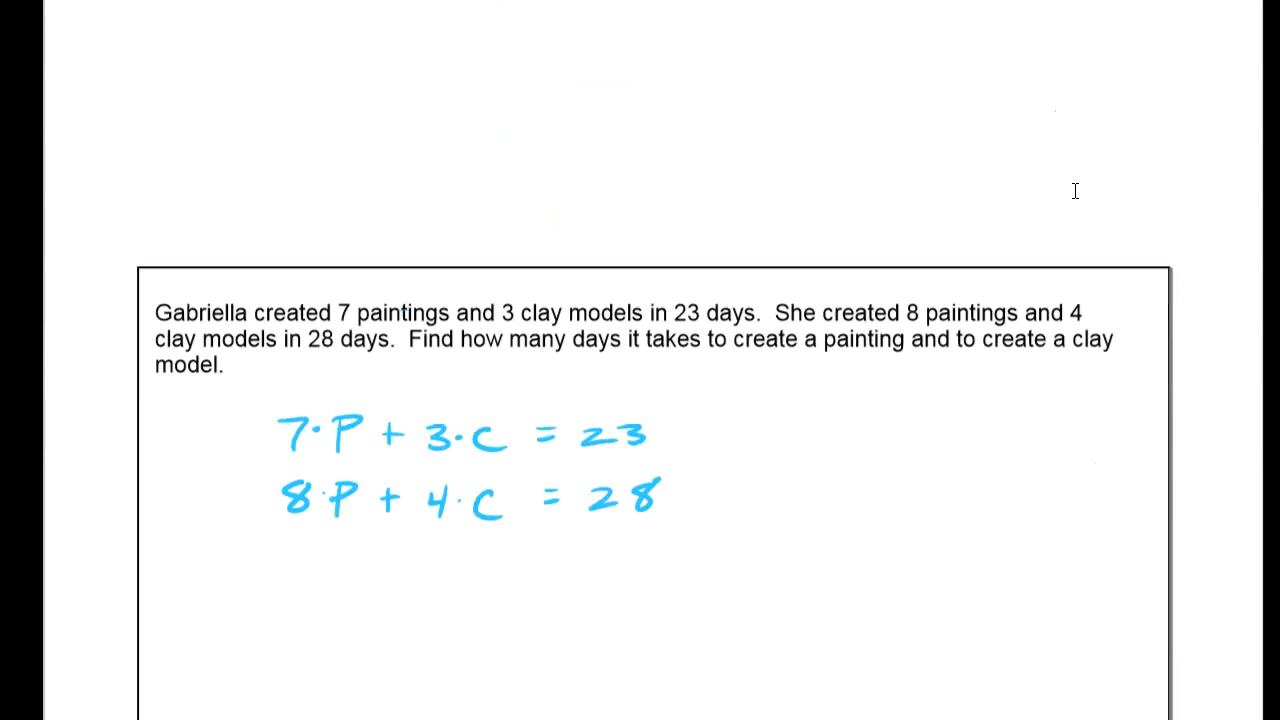 Gabriella created 7 paintings and 3 clay models in 23 days. She created 8 paintings and 4
clay models in 28 days. Find how many days it takes to create a painting and to create a clay
model.
7·P + 3·C = 23
8·P + 4·C = 28